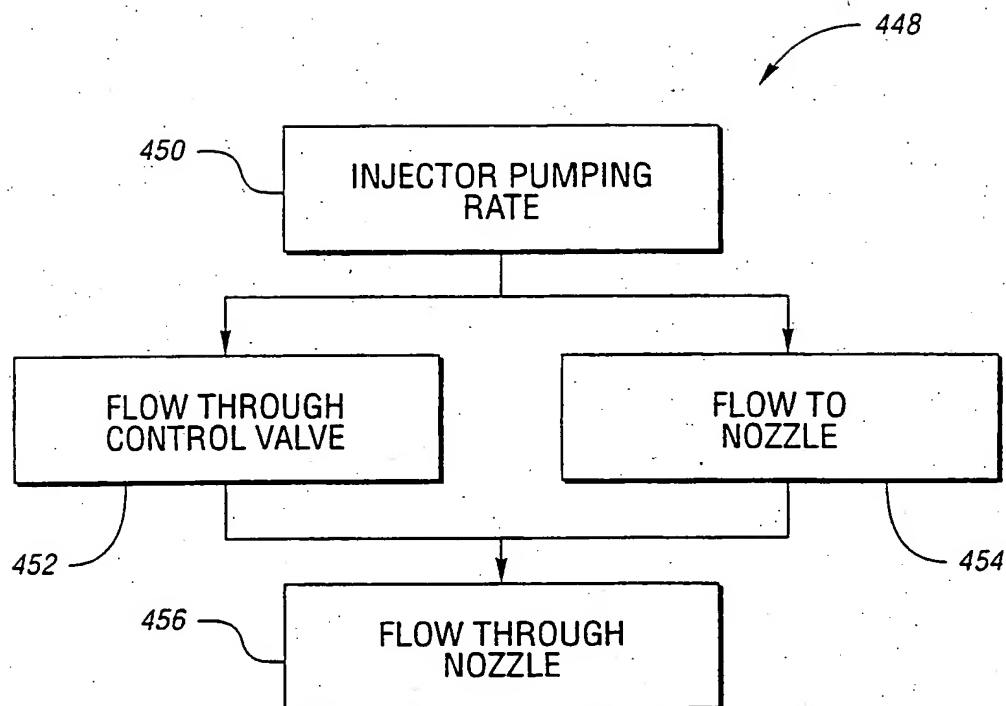 448
450
INJECTOR PUMPING
RATE
FLOW THROUGH
CONTROL VALVE
FLOW TO
NOZZLE
452
454
456
FLOW THROUGH
NOZZLE